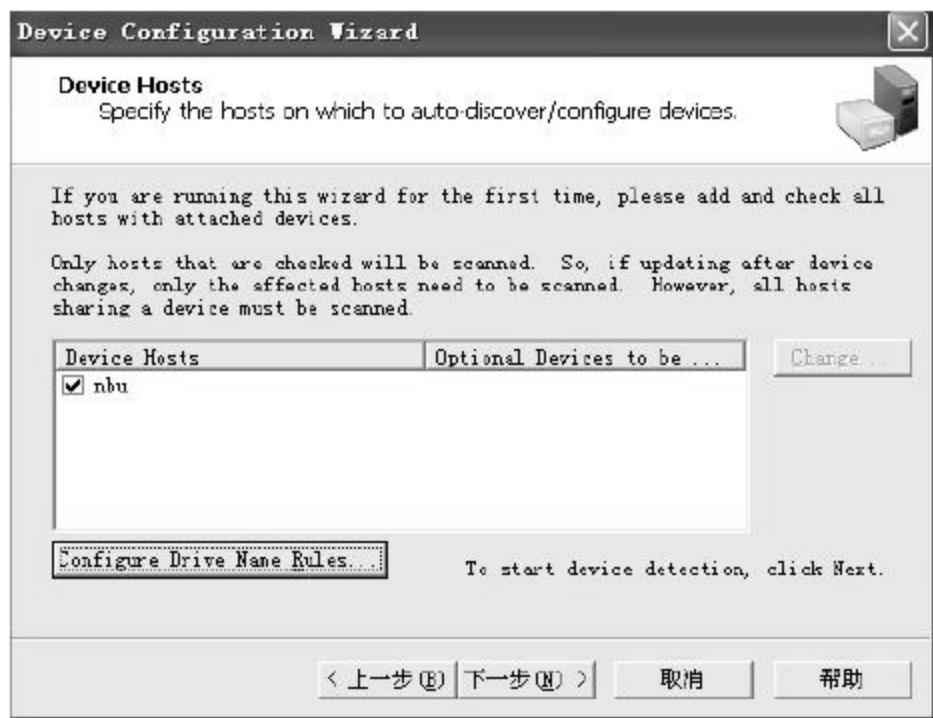 Device Configuration Wizard
Device Hosts
Specify the hosts on which to auto-discover/configure devices.
If you are running this wizard for the first time, please add and check all
hosts with attached devices.
Only hosts that are checked will be scanned. So, if updating after device
changes, only the affected hosts need to be scanned. However, all hosts
sharing a device must be scanned.
Device Hosts Optional Devices to be ... Change...
nbu
Configure Drive Name Rules...
To start device detection, click Next.
< 上一步(B) 下一步(N) > 取消 帮助